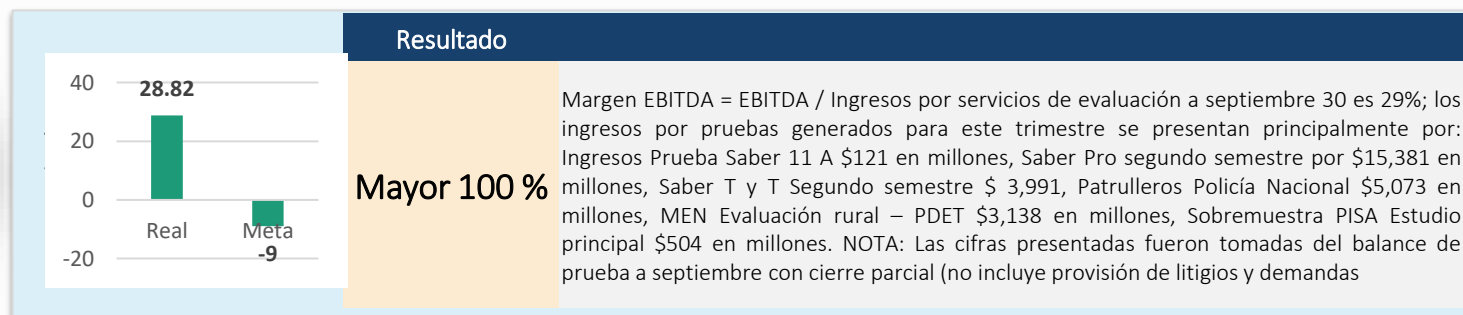 Resultado
40
28.82
20
0
Real
Meta
-9
-20
Mayor 100 %
Margen EBITDA = EBITDA / Ingresos por servicios de evaluación a septiembre 30 es 29%; los
ingresos por pruebas generados para este trimestre se presentan principalmente por:
Ingresos Prueba Saber 11 A $121 en millones, Saber Pro segundo semestre por $15,381 en
millones, Saber T y T Segundo semestre $ 3,991, Patrulleros Policía Nacional $5,073 en
millones, MEN Evaluación rural – PDET $3,138 en millones, Sobremuestra PISA Estudio
principal $504 en millones. NOTA: Las cifras presentadas fueron tomadas del balance de
prueba a septiembre con cierre parcial (no incluye provisión de litigios y demandas